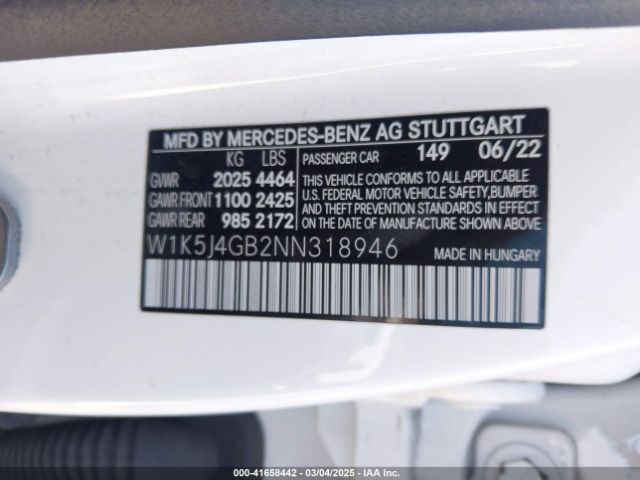 MFD BY MERCEDES-BENZ AG STUTTGART
KG LBS
GVWR 2025 4464
GAWR FRONT 1100 2425
GAWR REAR 985 2172
PASSENGER CAR 149 06/22
THIS VEHICLE CONFORMS TO ALL APPLICABLE
U.S. FEDERAL MOTOR VEHICLE SAFETY, BUMPER
AND THEFT PREVENTION STANDARDS IN EFFECT
ON THE DATE OF MANUFACTURE SHOWN ABOVE
W1K5J4GB2NN318946 MADE IN HUNGARY
000-41658442 - 03/04/2025 - IAA Inc.